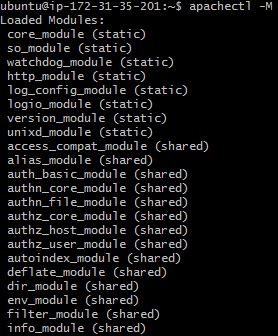 ubuntu@ip-172-31-35-201:~$ apachectl -M
Loaded Modules:
 core_module (static)
 so_module (static)
 watchdog_module (static)
 http_module (static)
 log_config_module (static)
 logio_module (static)
 version_module (static)
 unixd_module (static)
 access_compat_module (shared)
 alias_module (shared)
 auth_basic_module (shared)
 authn_core_module (shared)
 authn_file_module (shared)
 authz_core_module (shared)
 authz_host_module (shared)
 authz_user_module (shared)
 autoindex_module (shared)
 deflate_module (shared)
 dir_module (shared)
 env_module (shared)
 filter_module (shared)
 info_module (shared)